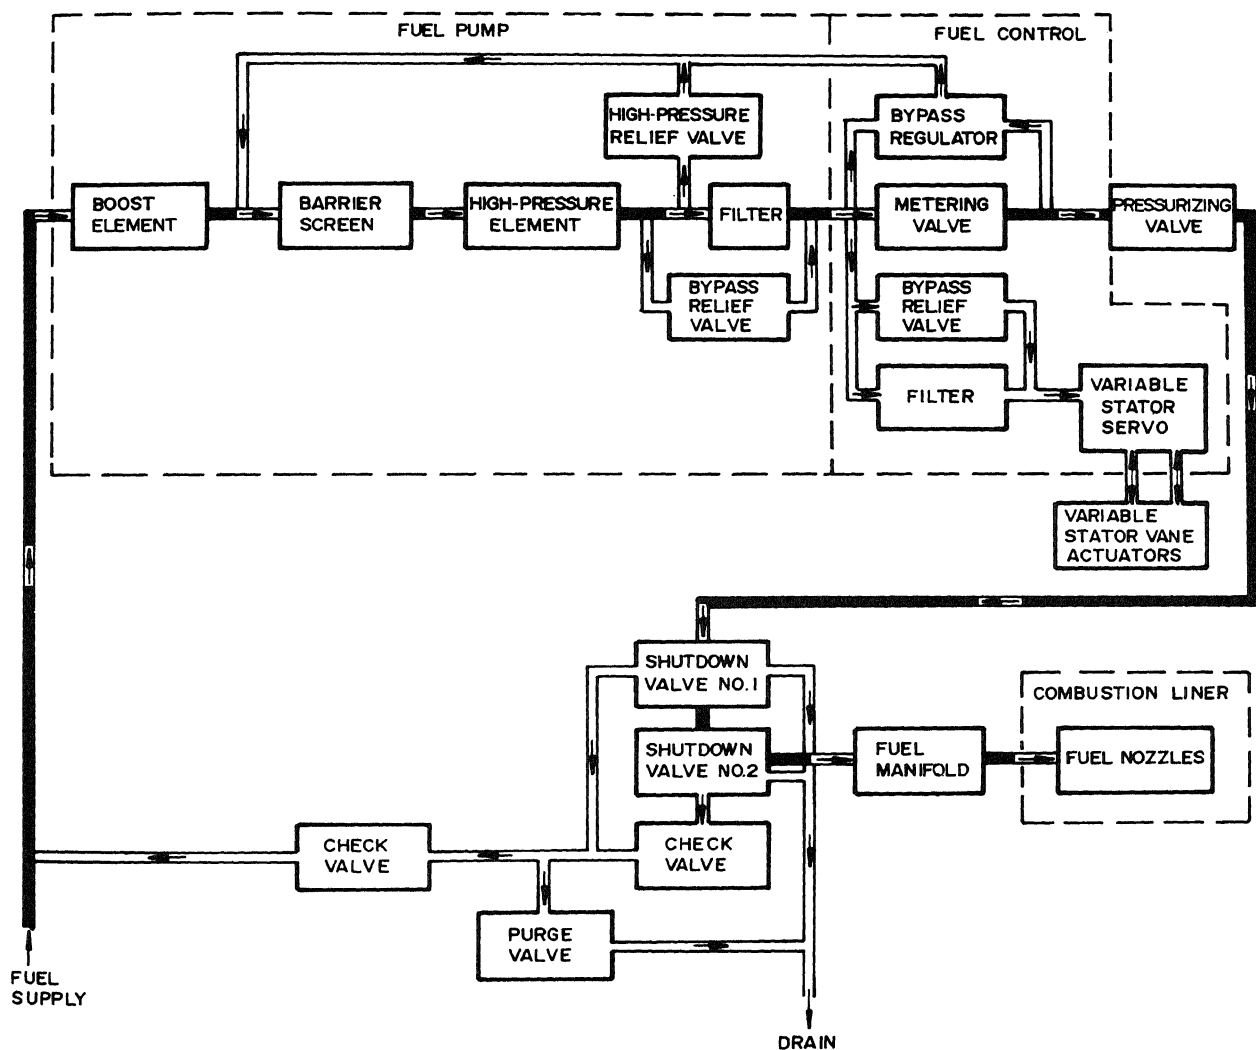 FUEL PUMP
FUEL CONTROL
HIGH-PRESSURE
RELIEF VALVE
BYPASS
REGULATOR
BOOST
ELEMENT
BARRIER
SCREEN
HIGH-PRESSURE
ELEMENT
FILTER
METERING
VALVE
PRESSURIZING
VALVE
BYPASS
RELIEF
VALVE
BYPASS
RELIEF
VALVE
FILTER
VARIABLE
STATOR
SERVO
VARIABLE
STATOR VANE
ACTUATORS
SHUTDOWN
VALVE NO.1
SHUTDOWN
VALVE NO.2
FUEL
MANIFOLD
COMBUSTION LINER
FUEL NOZZLES
CHECK
VALVE
CHECK
VALVE
PURGE
VALVE
FUEL
SUPPLY
DRAIN